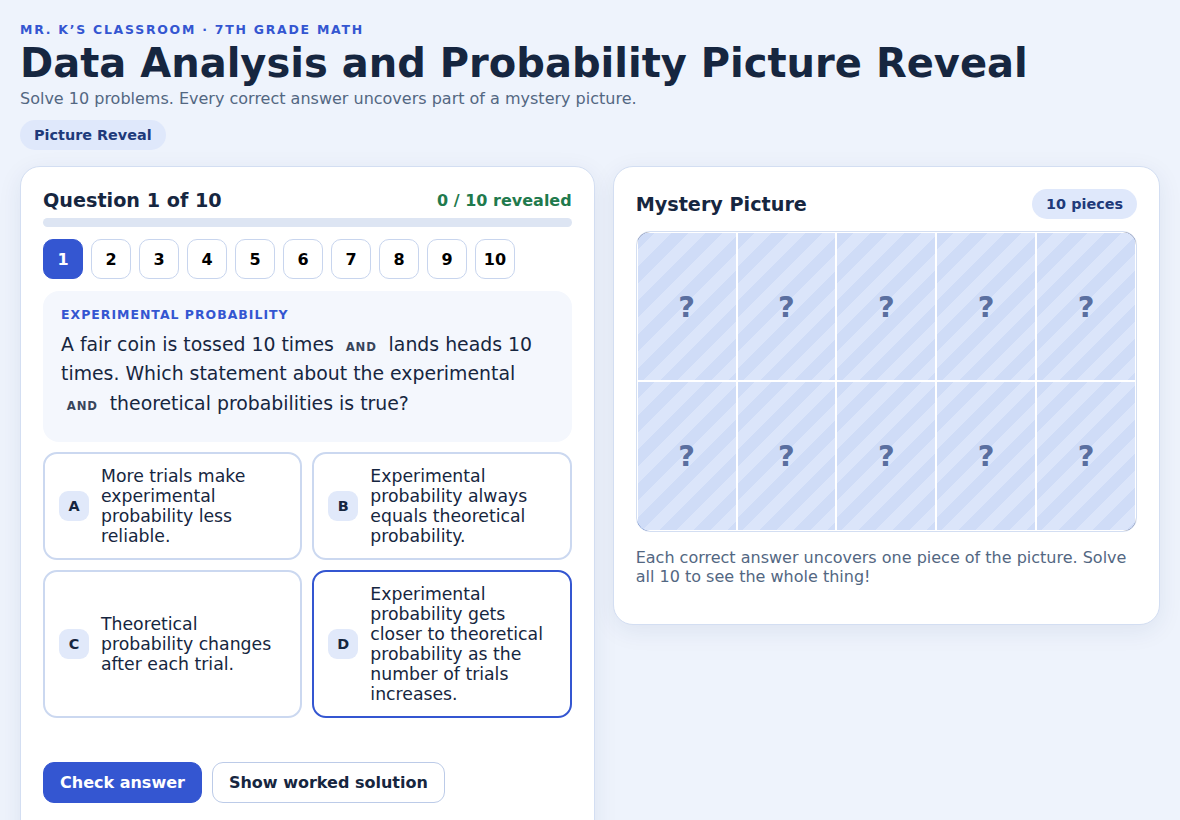 MR. K’S CLASSROOM · 7TH GRADE MATH
Data Analysis and Probability Picture Reveal
Solve 10 problems. Every correct answer uncovers part of a mystery picture.
Picture Reveal
Question 1 of 10
0 / 10 revealed
1 2 3 4 5 6 7 8 9 10
EXPERIMENTAL PROBABILITY
A fair coin is tossed 10 times AND lands heads 10
times. Which statement about the experimental
AND theoretical probabilities is true?
A
More trials make
experimental
probability less
reliable.
B
Experimental
probability always
equals theoretical
probability.
C
Theoretical
probability changes
after each trial.
D
Experimental
probability gets
closer to theoretical
probability as the
number of trials
increases.
Check answer
Show worked solution
Mystery Picture
10 pieces
? ? ? ? ?
? ? ? ? ?
Each correct answer uncovers one piece of the picture. Solve
all 10 to see the whole thing!